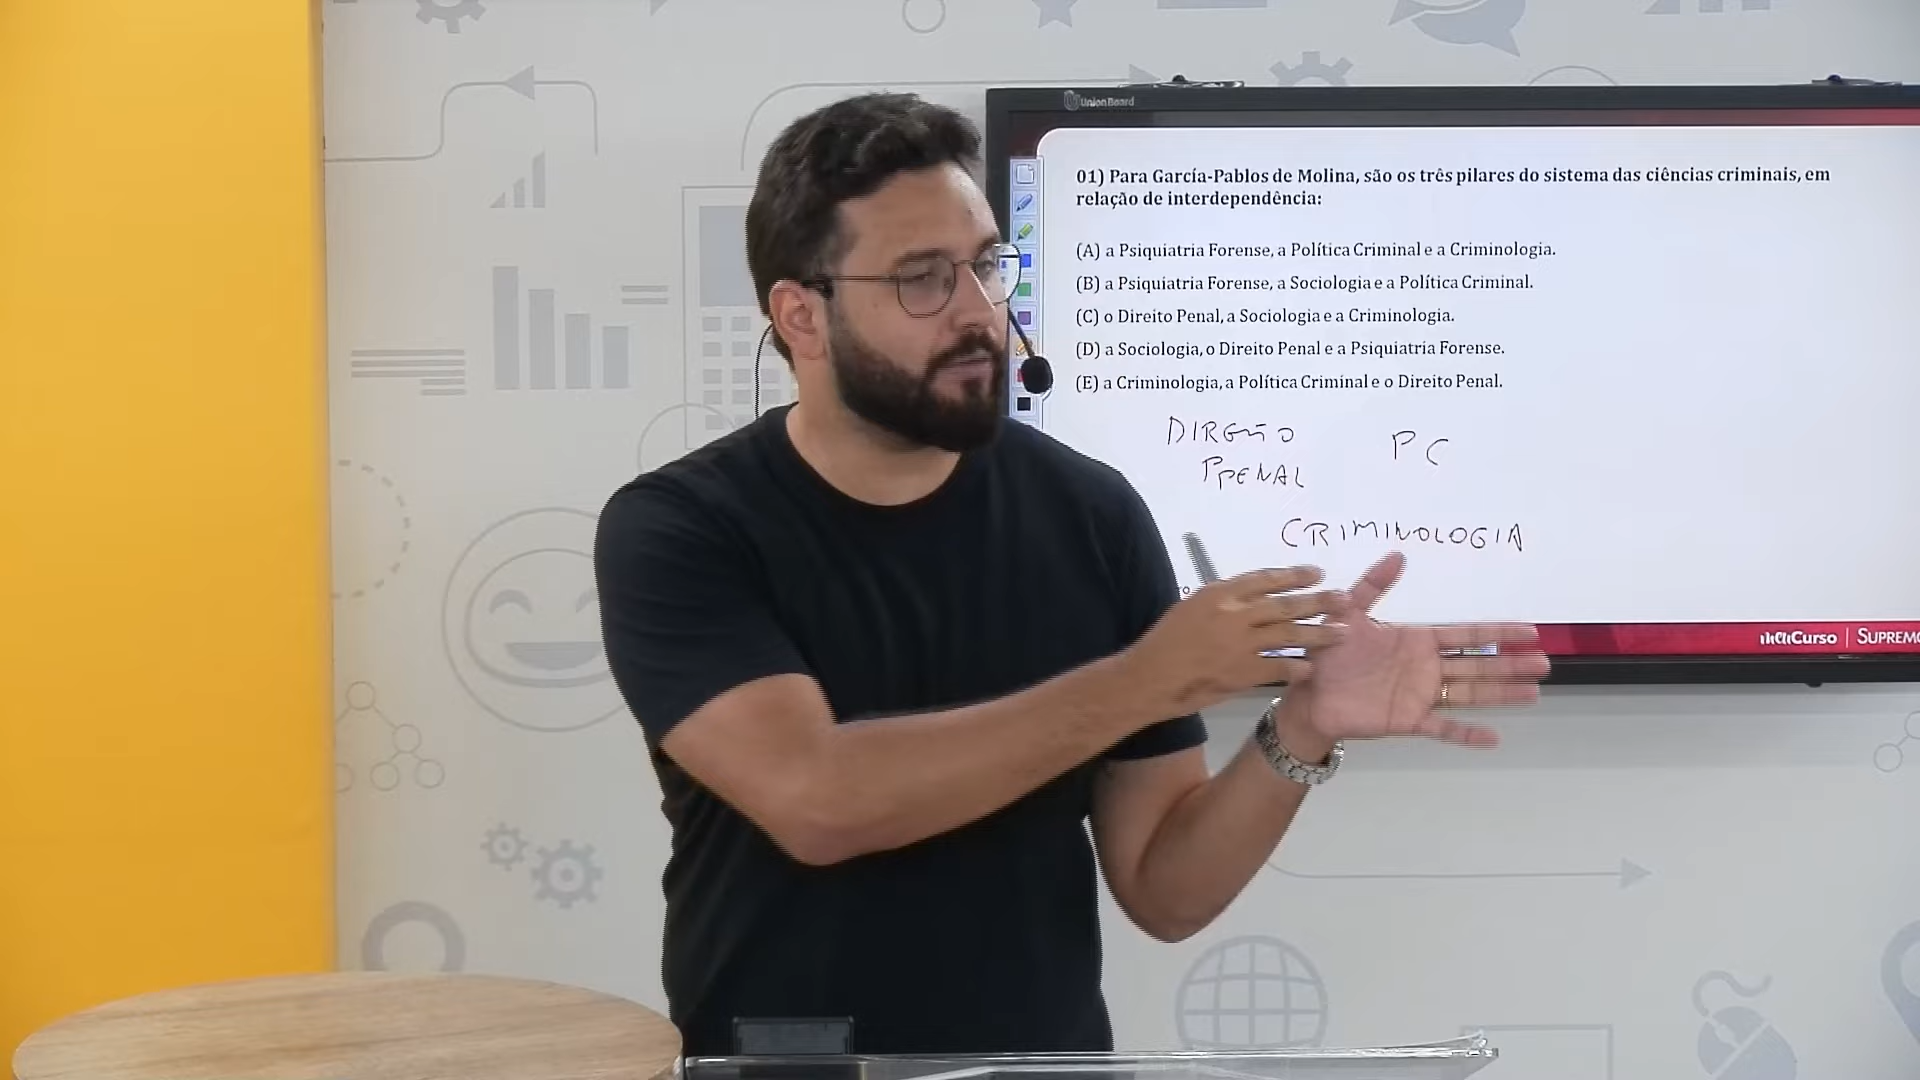 UnionBoard
01) Para García-Pablos de Molina, são os três pilares do sistema das ciências criminais, em
relação de interdependência:
(A) a Psiquiatria Forense, a Política Criminal e a Criminologia.
(B) a Psiquiatria Forense, a Sociologia e a Política Criminal.
(C) o Direito Penal, a Sociologia e a Criminologia.
(D) a Sociologia, o Direito Penal e a Psiquiatria Forense.
(E) a Criminologia, a Política Criminal e o Direito Penal.
PC
PPENAL
CRIMINOLOGIA
Curso | SUPREMO